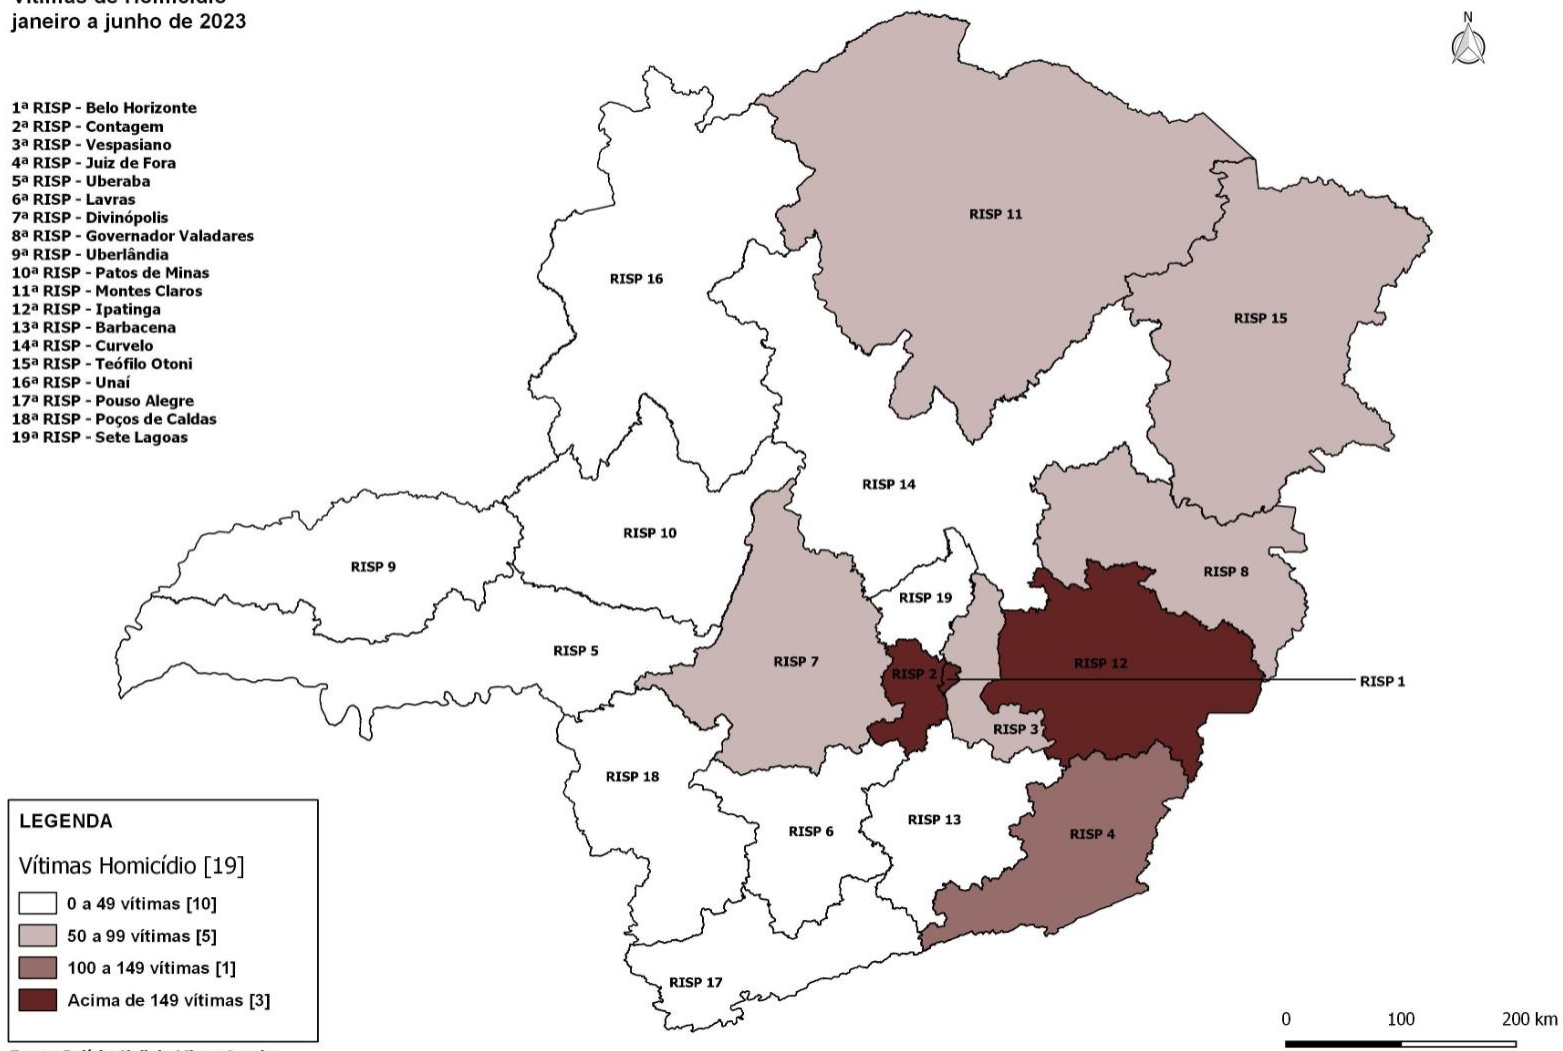 janeiro a junho de 2023
N
1ª RISP - Belo Horizonte
2ª RISP - Contagem
3ª RISP - Vespasiano
4ª RISP - Juiz de Fora
5ª RISP - Uberaba
6ª RISP - Lavras
7ª RISP - Divinópolis
8ª RISP - Governador Valadares
9ª RISP - Uberlândia
10ª RISP - Patos de Minas
11ª RISP - Montes Claros
12ª RISP - Ipatinga
13ª RISP - Barbacena
14ª RISP - Curvelo
15ª RISP - Teófilo Otoni
16ª RISP - Unaí
17ª RISP - Pouso Alegre
18ª RISP - Poços de Caldas
19ª RISP - Sete Lagoas
RISP 11
RISP 16
RISP 15
RISP 14
RISP 10
RISP 9
RISP 8
RISP 19
RISP 5
RISP 7
RISP 12
RISP 2
RISP 1
RISP 3
RISP 18
RISP 13
RISP 6
RISP 4
RISP 17
LEGENDA
Vítimas Homicídio [19]
0 a 49 vítimas [10]
50 a 99 vítimas [5]
100 a 149 vítimas [1]
Acima de 149 vítimas [3]
0 100 200 km